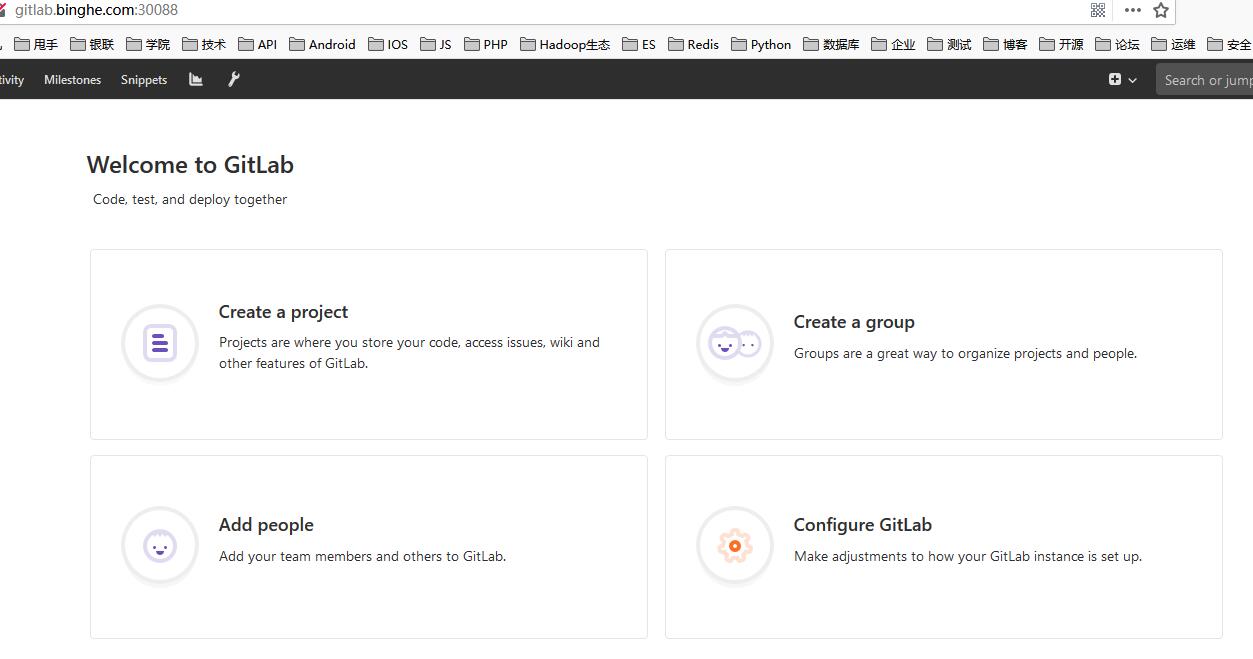 gitlab.binghe.com:30088
甩手 银联 学院 技术 API Android IOS JS PHP Hadoop生态 ES Redis Python 数据库 企业 测试 博客 开源 论坛 运维 安全
tivity Milestones Snippets Search or jump
Welcome to GitLab
Code, test, and deploy together
Create a project
Projects are where you store your code, access issues, wiki and
other features of GitLab.
Create a group
Groups are a great way to organize projects and people.
Add people
Add your team members and others to GitLab.
Configure GitLab
Make adjustments to how your GitLab instance is set up.